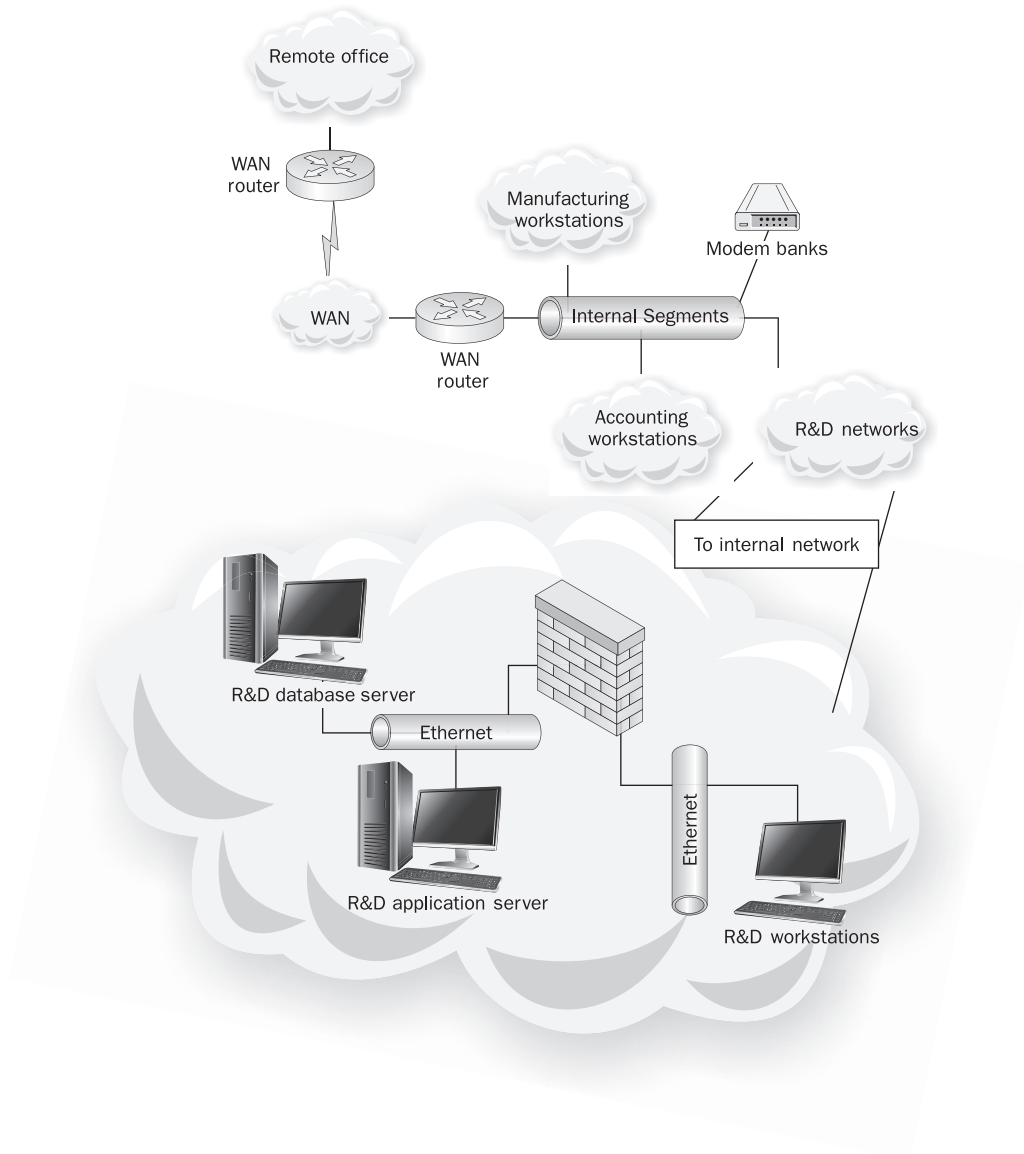 Remote office
WAN
router
Manufacturing
workstations
Modem banks
WAN
Internal Segments
WAN
router
Accounting
workstations
R&D networks
To internal network
R&D database server
Ethernet
Ethernet
R&D application server
R&D workstations